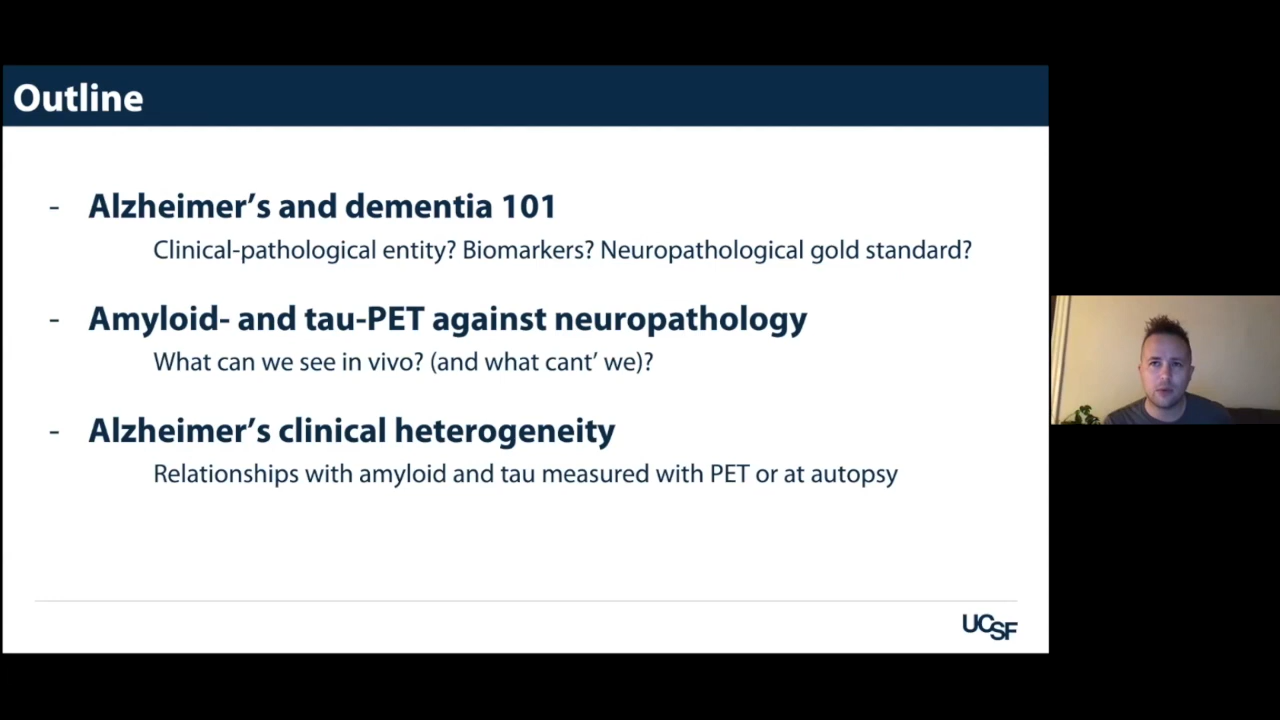 Outline
- Alzheimer’s and dementia 101
Clinical-pathological entity? Biomarkers? Neuropathological gold standard?
- Amyloid- and tau-PET against neuropathology
What can we see in vivo? (and what cant’ we)?
- Alzheimer’s clinical heterogeneity
Relationships with amyloid and tau measured with PET or at autopsy
UCSF